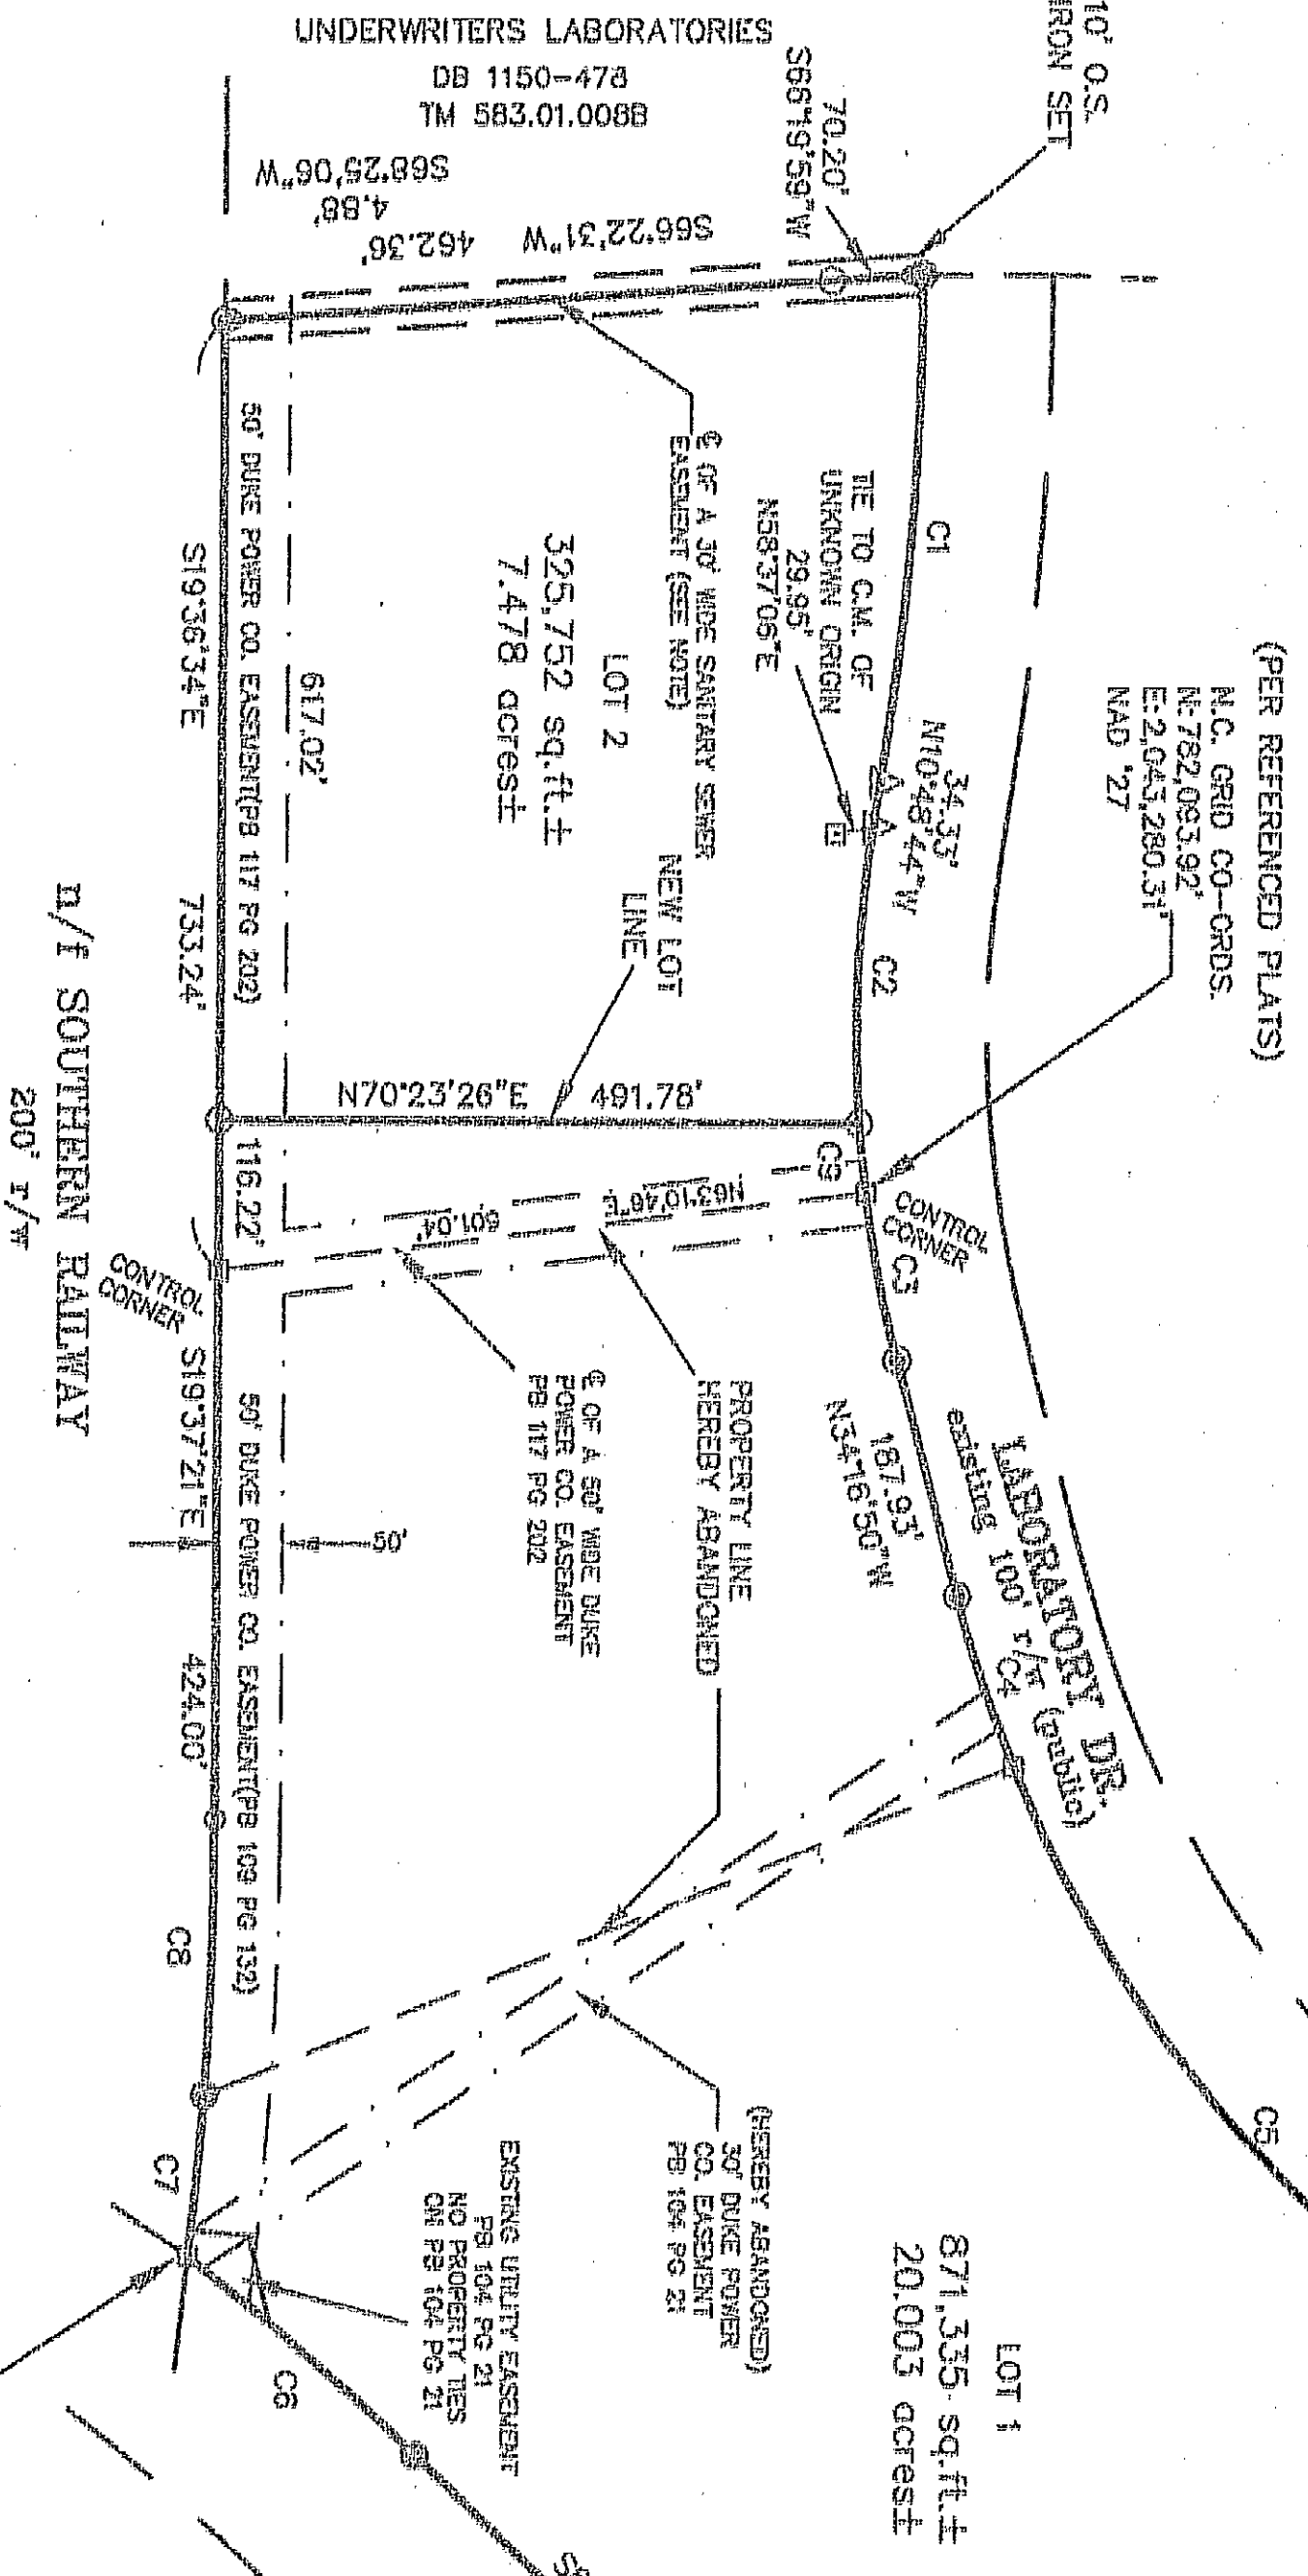 UNDERWRITERS LABORATORIES
DB 1150-478
TM 583.01.0088
S68°25'06"W
4.88'
462.36'
S66°22'31"W
70.20'
S66°19'59"W
10' O.S.
IRON SET
(PER REFERENCED PLATS)
N.C. GRID CO-ORDS.
N:782,093.92'
E:2,043,280.31'
NAD '27
C1
TIE TO C.M. OF
UNKNOWN ORIGIN
29.95'
N58°37'06"E
34.33'
N10°48'44"W
C2
℄ OF A 30' WIDE SANITARY SEWER
EASEMENT (SEE NOTE)
LOT 2
325,752 sq.ft.±
7.478 acres±
NEW LOT
LINE
617.02'
50' DUKE POWER CO. EASEMENT(PB 117 PG 202)
S19°36'34"E
733.24'
N70°23'26"E 491.78'
C9
116.22'
N63°10'46"E
601.04'
CONTROL
CORNER
C3
CONTROL
CORNER
n/f SOUTHERN RAILWAY
200' r/w
S19°37'21"E
424.00'
50' DUKE POWER CO. EASEMENT(PB 109 PG 132)
50'
℄ OF A 50' WIDE DUKE
POWER CO. EASEMENT
PB 117 PG 202
PROPERTY LINE
HEREBY ABANDONED
187.93'
N34°16'50"W
LABORATORY DR.
existing 100' r/w (public)
C4
C5
C8
C7
C6
(HEREBY ABANDONED)
30' DUKE POWER
CO. EASEMENT
PB 104 PG 21
EXISTING UTILITY EASEMENT
PB 104 PG 21
NO PROPERTY TIES
ON PB 104 PG 21
LOT 1
871,335 sq.ft.±
20.003 acres±